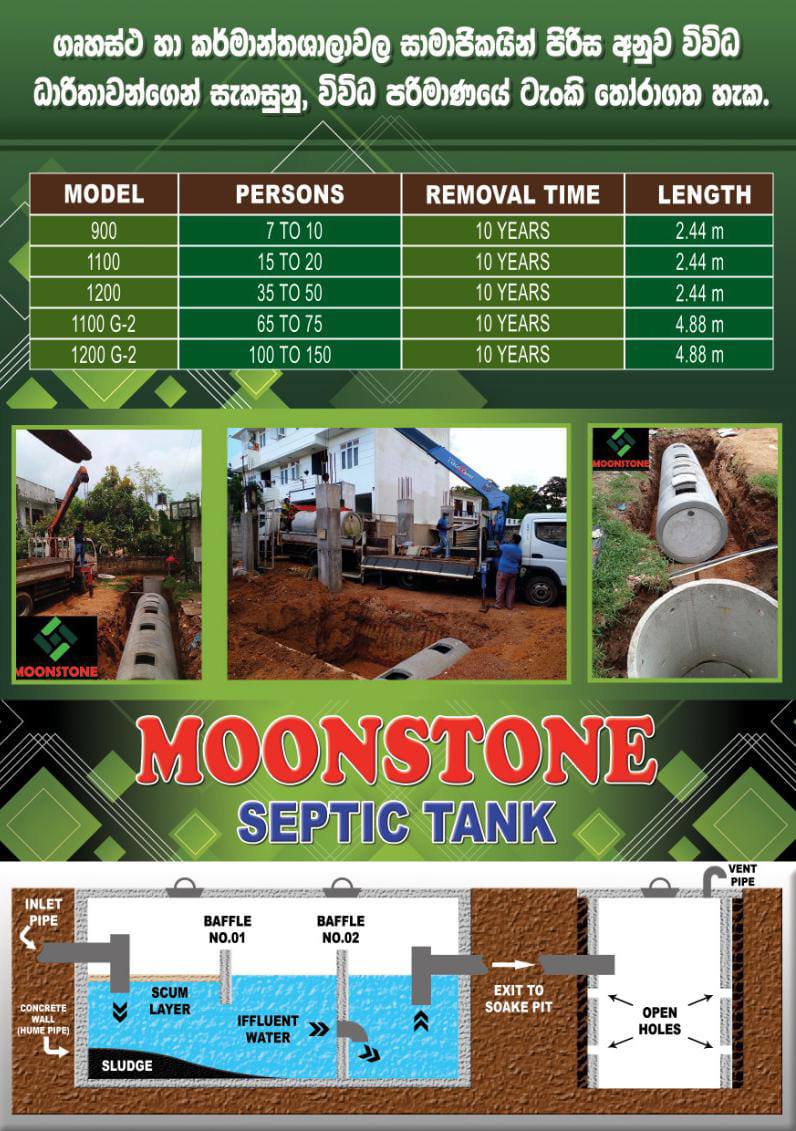 ගෘහස්ථ හා කර්මාන්තශාලාවල සාමාජිකයින් පිරිස අනුව විවිධ
ධාරිතාවන්ගෙන් සැකසුනු, විවිධ පරිමාණයේ ටැංකි තෝරාගත හැක.
MODEL PERSONS REMOVAL TIME LENGTH
900 7 TO 10 10 YEARS 2.44 m
1100 15 TO 20 10 YEARS 2.44 m
1200 35 TO 50 10 YEARS 2.44 m
1100 G-2 65 TO 75 10 YEARS 4.88 m
1200 G-2 100 TO 150 10 YEARS 4.88 m
MOONSTONE
MOONSTONE
MOONSTONE
SEPTIC TANK
VENT
PIPE
INLET
PIPE
BAFFLE
NO.01
BAFFLE
NO.02
SCUM
LAYER
IFFLUENT
WATER
EXIT TO
SOAKE PIT
OPEN
HOLES
CONCRETE
WALL
(HUME PIPE)
SLUDGE